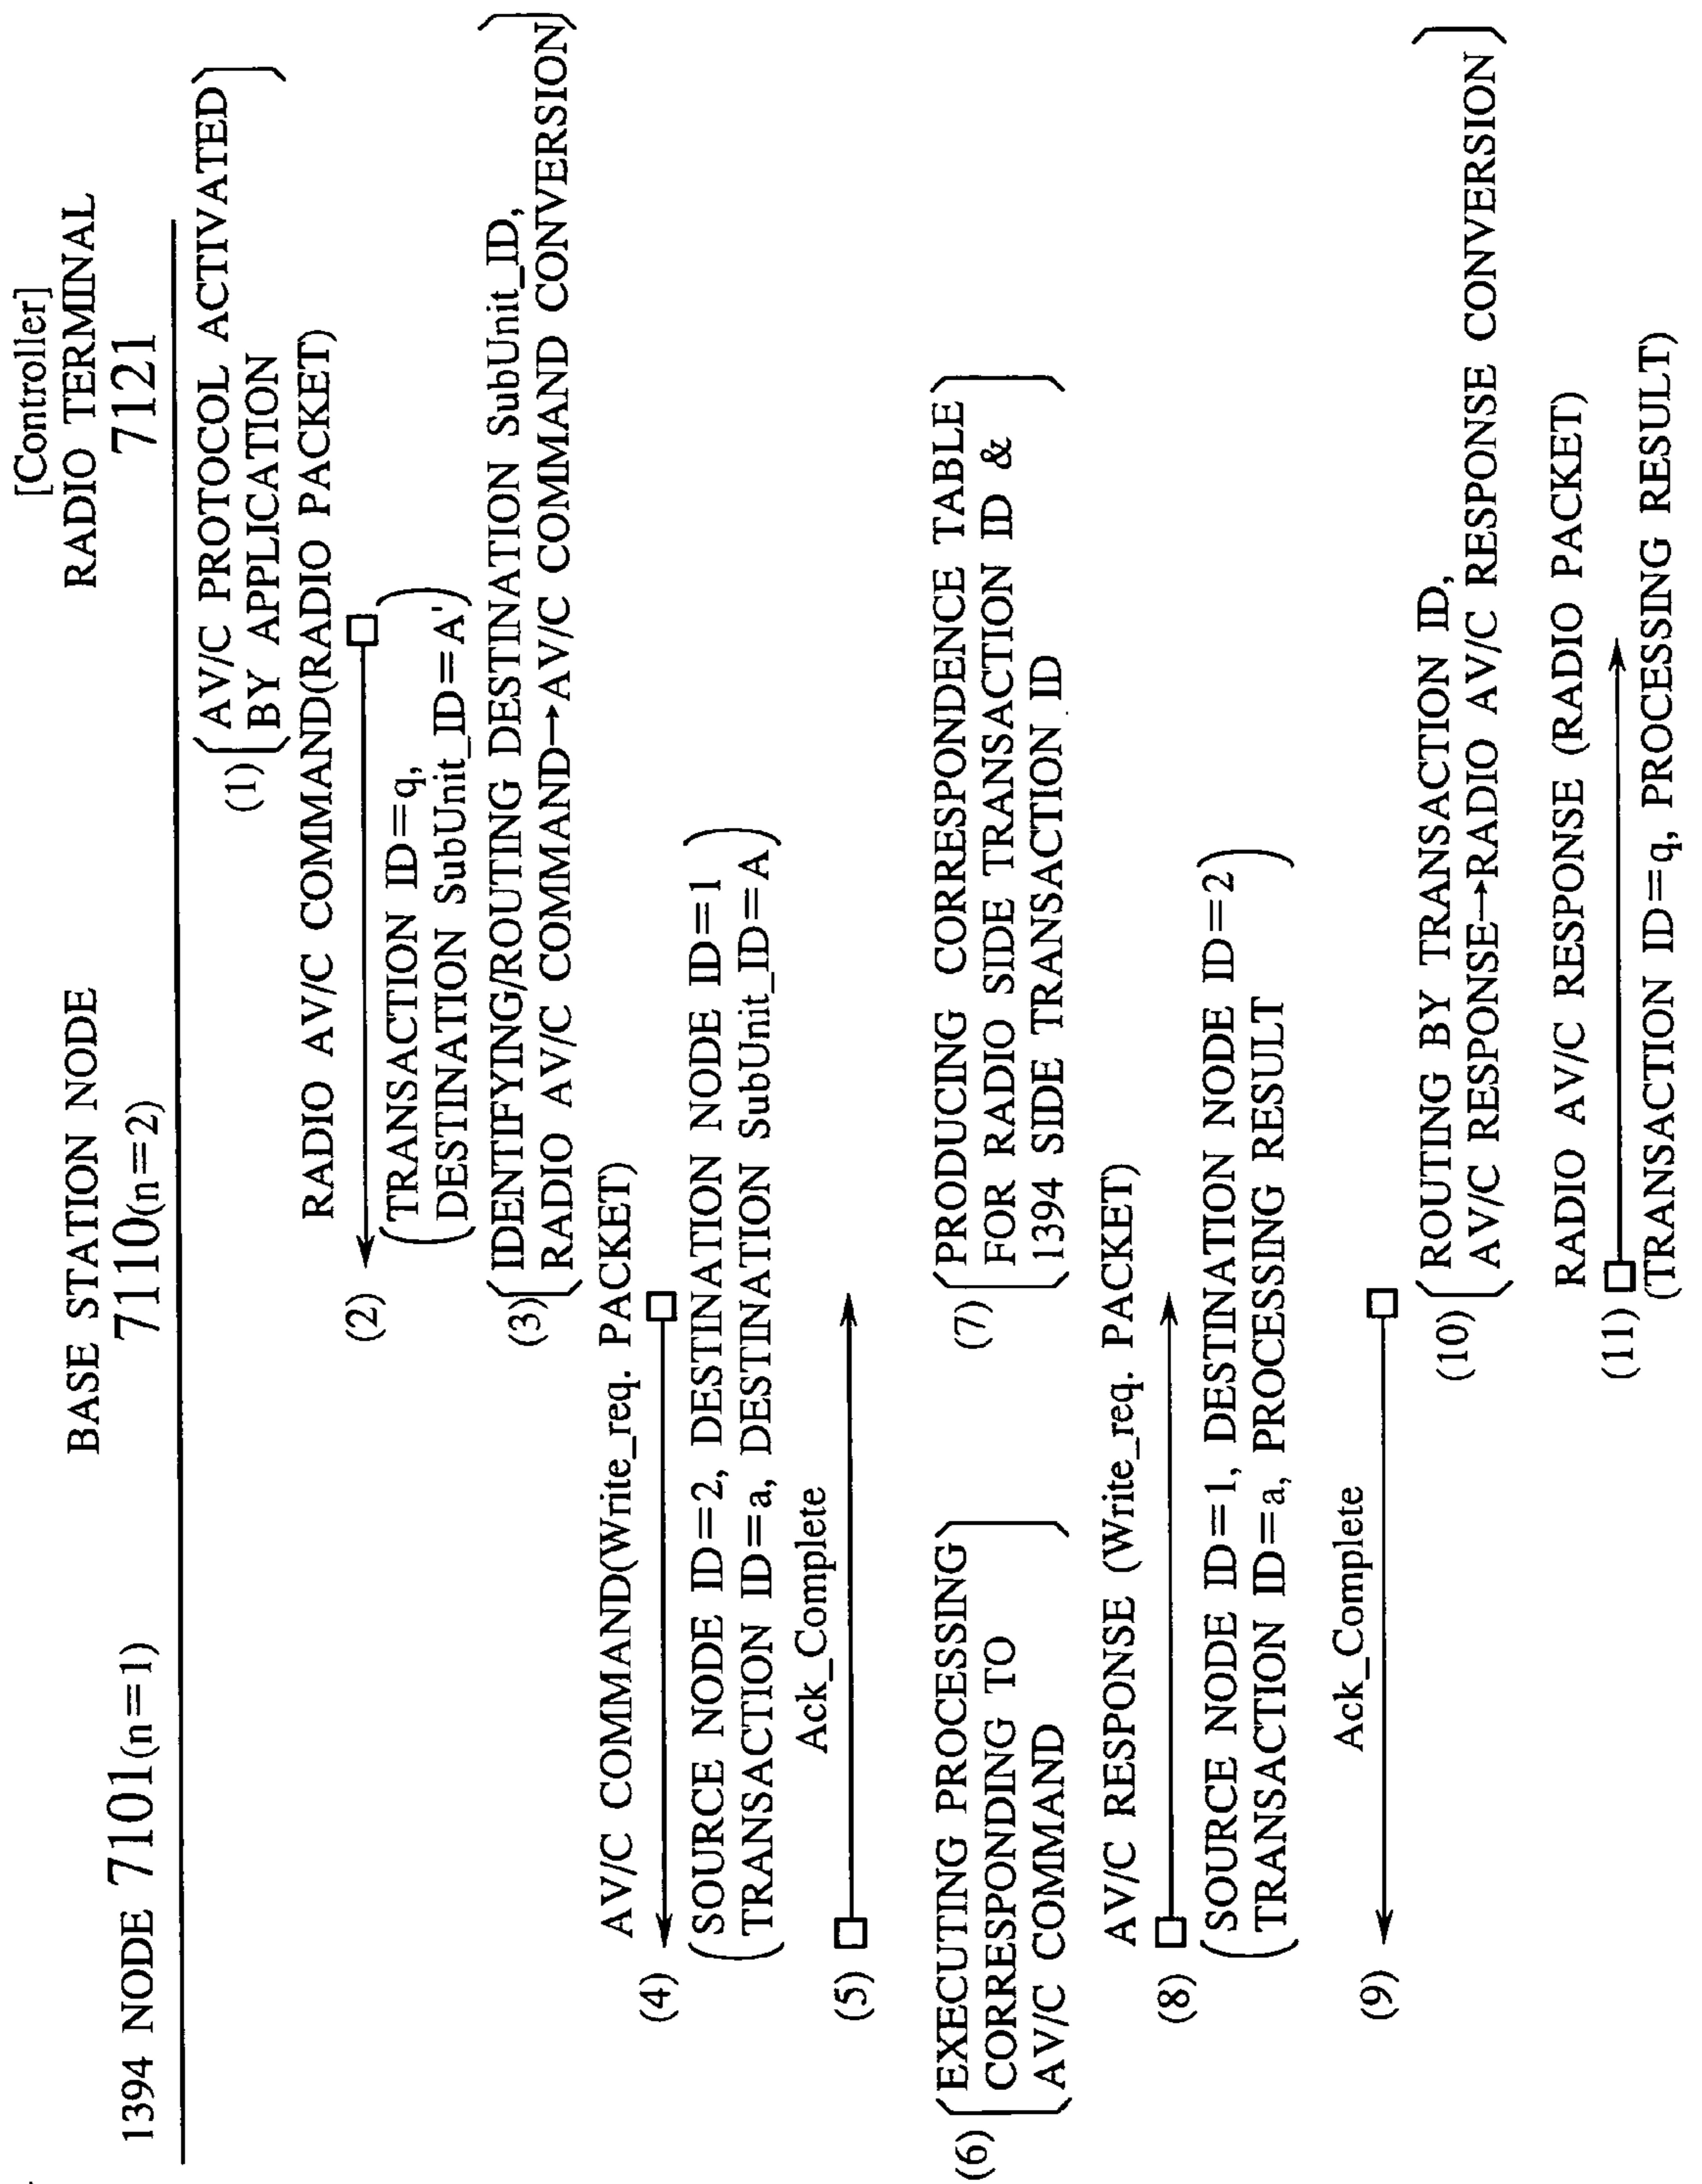 [Controller]
1394 NODE 7101(n=1)
BASE STATION NODE
7110(n=2)
RADIO TERMINAL
7121
(1) AV/C PROTOCOL ACTIVATED
BY APPLICATION
RADIO AV/C COMMAND(RADIO PACKET)
(2)
(TRANSACTION ID=q,
DESTINATION SubUnit_ID=A')
(3) IDENTIFYING/ROUTING DESTINATION SubUnit_ID,
RADIO AV/C COMMAND→AV/C COMMAND CONVERSION
AV/C COMMAND(Write_req. PACKET)
(4)
(SOURCE NODE ID=2, DESTINATION NODE ID=1
TRANSACTION ID=a, DESTINATION SubUnit_ID=A)
Ack_Complete
(5)
(6) EXECUTING PROCESSING
CORRESPONDING TO
AV/C COMMAND
(7) PRODUCING CORRESPONDENCE TABLE
FOR RADIO SIDE TRANSACTION ID &
1394 SIDE TRANSACTION ID
AV/C RESPONSE (Write_req. PACKET)
(8)
(SOURCE NODE ID=1, DESTINATION NODE ID=2
TRANSACTION ID=a, PROCESSING RESULT)
Ack_Complete
(9)
(10) ROUTING BY TRANSACTION ID,
AV/C RESPONSE→RADIO AV/C RESPONSE CONVERSION
RADIO AV/C RESPONSE (RADIO PACKET)
(11)
(TRANSACTION ID=q, PROCESSING RESULT)